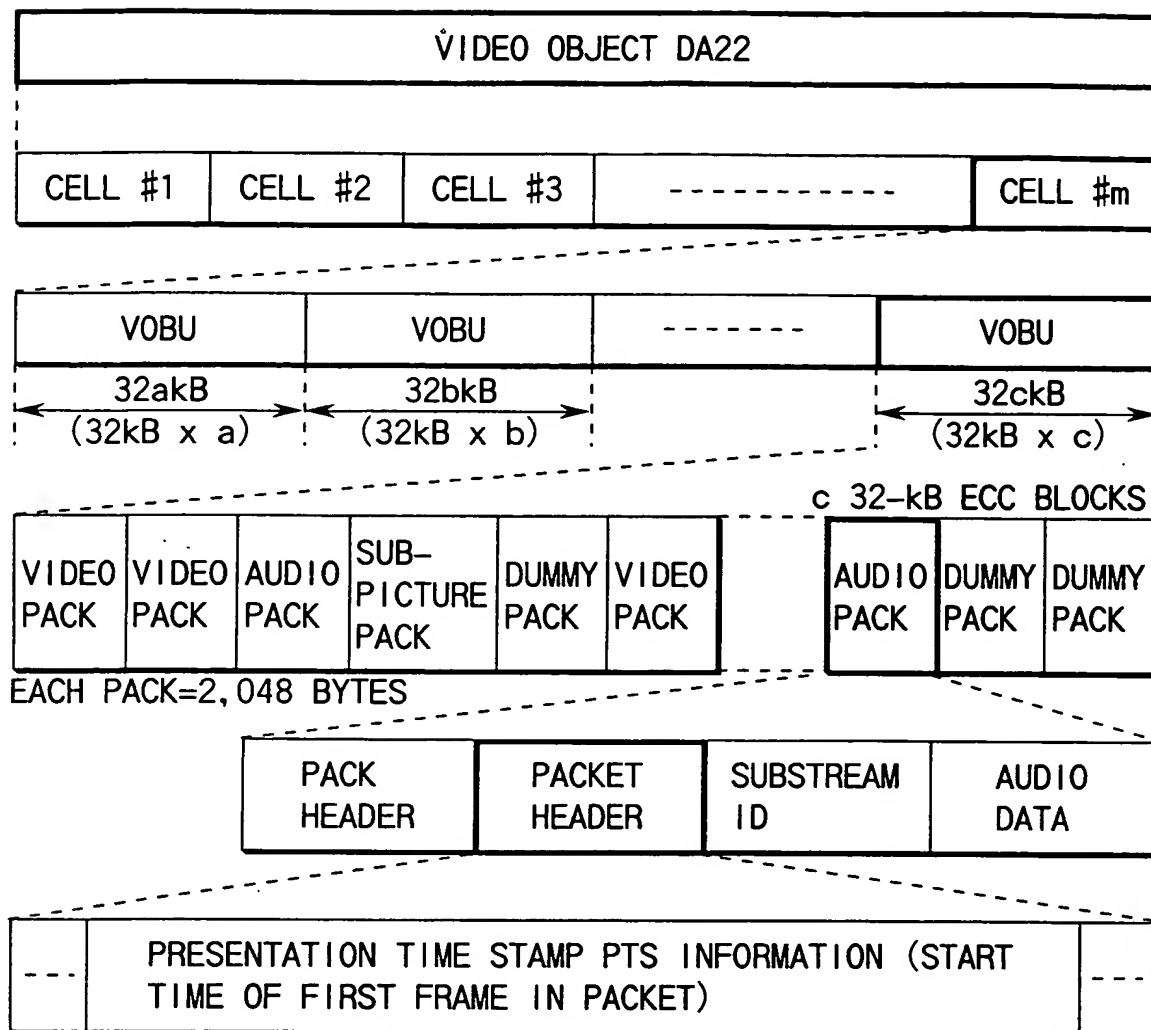 VIDEO OBJECT DA22
CELL #1 CELL #2 CELL #3 ----------- CELL #m
VOBU VOBU ------- VOBU
32akB 32bkB 32ckB
(32kB x a) (32kB x b) (32kB x c)
c 32-kB ECC BLOCKS
VIDEO PACK VIDEO PACK AUDIO PACK SUB-PICTURE PACK DUMMY PACK VIDEO PACK AUDIO PACK DUMMY PACK DUMMY PACK
EACH PACK=2,048 BYTES
PACK HEADER PACKET HEADER SUBSTREAM ID AUDIO DATA
--- PRESENTATION TIME STAMP PTS INFORMATION (START ---
TIME OF FIRST FRAME IN PACKET)